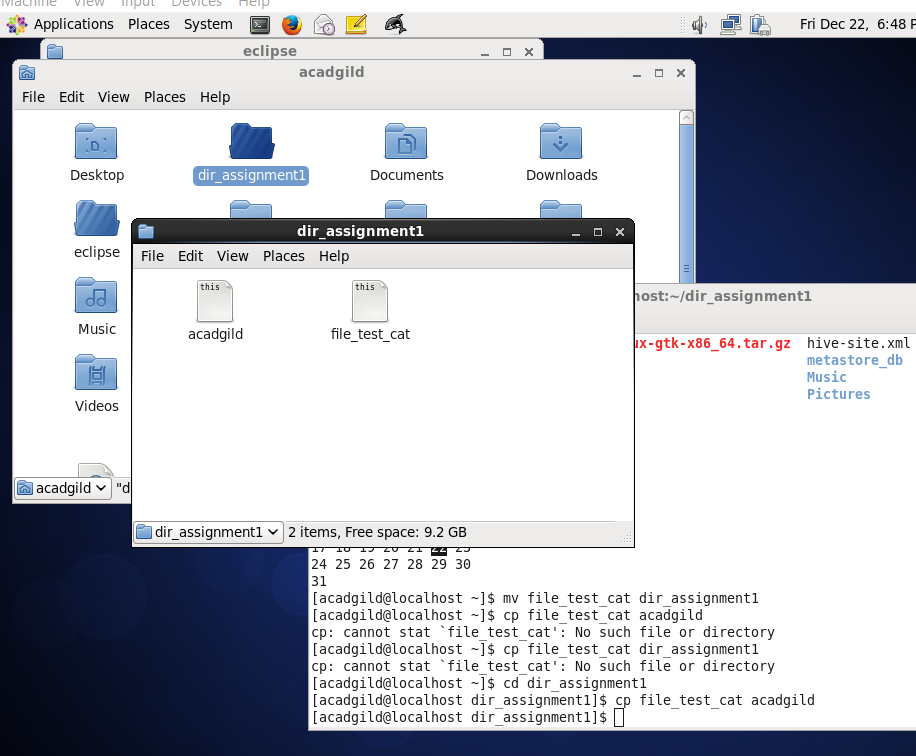 Machine View Input Devices Help
Applications Places System Fri Dec 22, 6:48 P
eclipse
acadgild
File Edit View Places Help
Desktop dir_assignment1 Documents Downloads
eclipse
Music
Videos
acadgild "d
dir_assignment1
File Edit View Places Help
this this
acadgild file_test_cat
dir_assignment1 2 items, Free space: 9.2 GB
host:~/dir_assignment1
ux-gtk-x86_64.tar.gz hive-site.xml
metastore_db
Music
Pictures
17 18 19 20 21 22 23
24 25 26 27 28 29 30
31
[acadgild@localhost ~]$ mv file_test_cat dir_assignment1
[acadgild@localhost ~]$ cp file_test_cat acadgild
cp: cannot stat `file_test_cat': No such file or directory
[acadgild@localhost ~]$ cp file_test_cat dir_assignment1
cp: cannot stat `file_test_cat': No such file or directory
[acadgild@localhost ~]$ cd dir_assignment1
[acadgild@localhost dir_assignment1]$ cp file_test_cat acadgild
[acadgild@localhost dir_assignment1]$